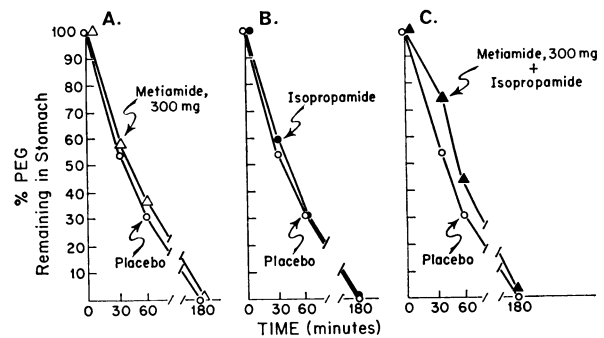 A.
B.
C.
% PEG
Remaining in Stomach
100
90
80
70
60
50
40
30
20
10
Metiamide,
300 mg
Placebo
0 30 60 180
Isopropamide
Placebo
0 30 60 180
Metiamide, 300 mg
+
Isopropamide
Placebo
0 30 60 180
TIME (minutes)